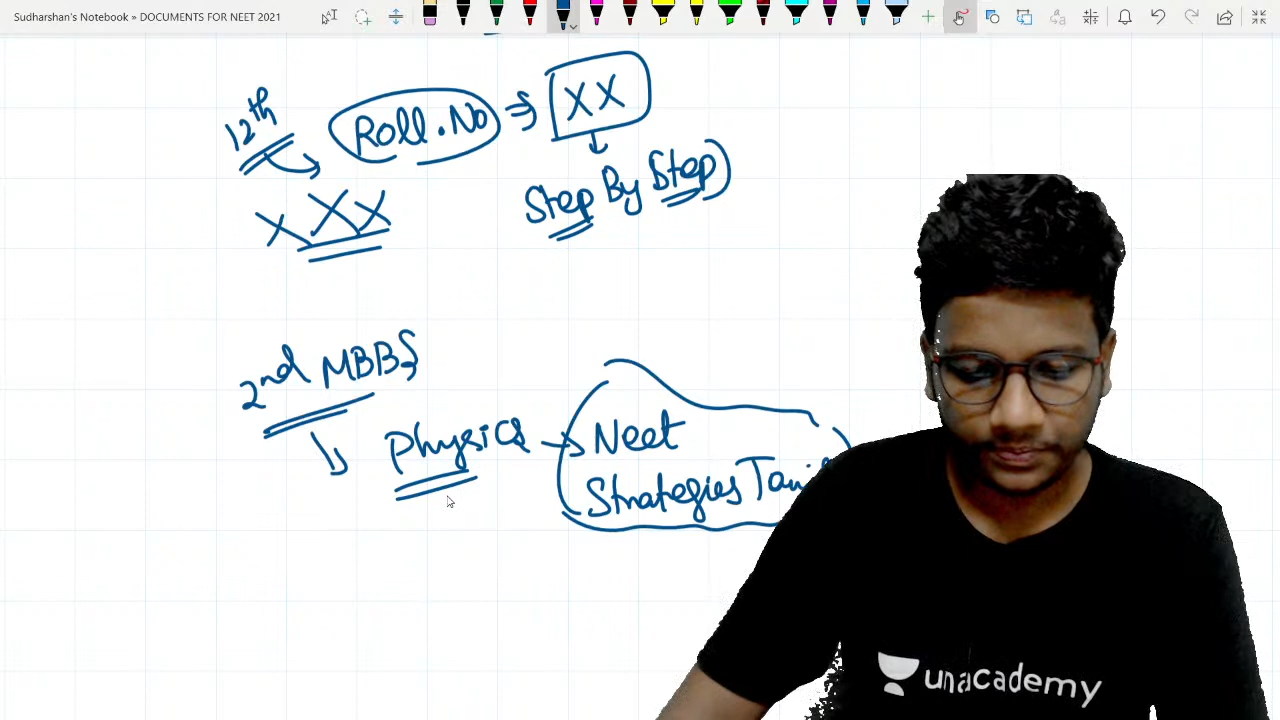 Sudharshan's Notebook » DOCUMENTS FOR NEET 2021
12th
Roll.No ⇒ XX
XXX
Step By Step)
2nd MBBS
Physics → Neet
Strategies
unacademy